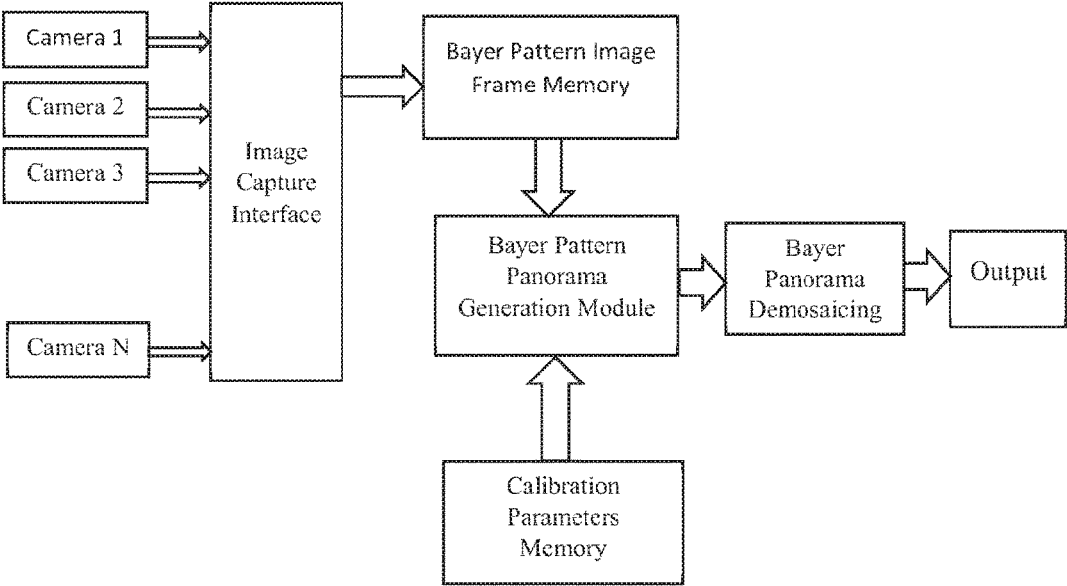 Camera 1
Camera 2
Camera 3
Camera N
Image
Capture
Interface
Bayer Pattern Image
Frame Memory
Bayer Pattern
Panorama
Generation Module
Bayer
Panorama
Demosaicing
Output
Calibration
Parameters
Memory